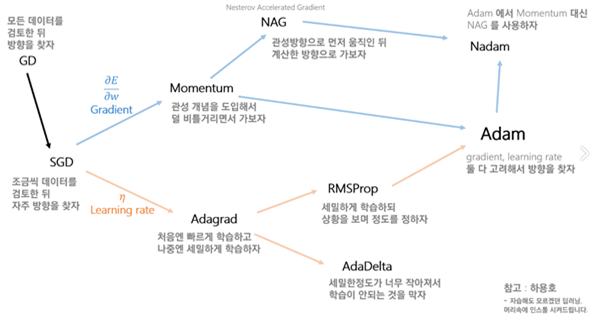 모든 데이터를
검토한 뒤
방향을 찾자
GD
SGD
조금씩 데이터를
검토한 뒤
자주 방향을 찾자
∂E
∂w
Gradient
η
Learning rate
Momentum
관성 개념을 도입해서
덜 비틀거리면서 가보자
Nesterov Accelerated Gradient
NAG
관성방향으로 먼저 움직인 뒤
계산한 방향으로 가보자
Adagrad
처음엔 빠르게 학습하고
나중엔 세밀하게 학습하자
RMSProp
세밀하게 학습하되
상황을 보며 정도를 정하자
AdaDelta
세밀한정도가 너무 작아져서
학습이 안되는 것을 막자
Adam 에서 Momentum 대신
NAG 를 사용하자
Nadam
Adam
gradient, learning rate
둘 다 고려해서 방향을 찾자
참고 : 하용호
- 자습해도 모르겠던 딥러닝,
머리속에 인스톨 시켜드립니다.